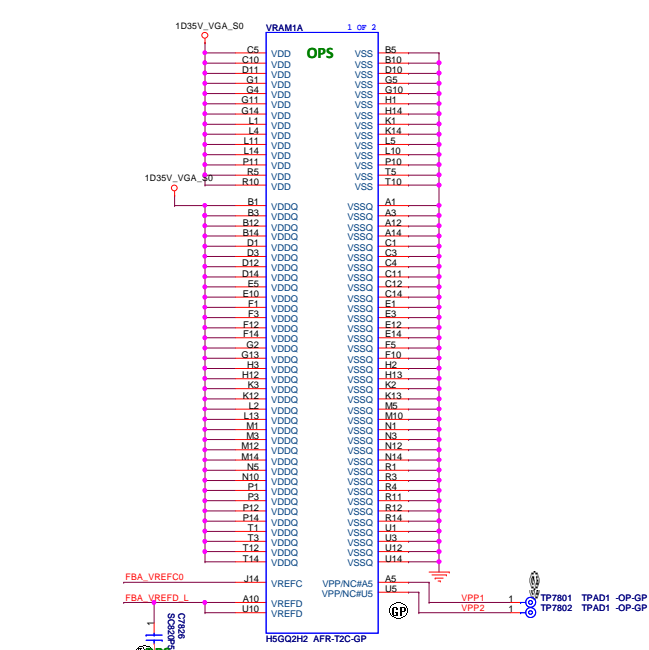 1D35V_VGA_S0
VRAM1A 1 OF 2
OPS
C5 VDD VSS B5
C10 VDD VSS B10
D11 VDD VSS D10
G1 VDD VSS G5
G4 VDD VSS G10
G11 VDD VSS H1
G14 VDD VSS H14
L1 VDD VSS K1
L4 VDD VSS K14
L11 VDD VSS L5
L14 VDD VSS L10
P11 VDD VSS P10
R5 VDD VSS T5
R10 VDD VSS T10
1D35V_VGA_S0
B1 VDDQ VSSQ A1
B3 VDDQ VSSQ A3
B12 VDDQ VSSQ A12
B14 VDDQ VSSQ A14
D1 VDDQ VSSQ C1
D3 VDDQ VSSQ C3
D12 VDDQ VSSQ C4
D14 VDDQ VSSQ C11
E5 VDDQ VSSQ C12
E10 VDDQ VSSQ C14
F1 VDDQ VSSQ E1
F3 VDDQ VSSQ E3
F12 VDDQ VSSQ E12
F14 VDDQ VSSQ E14
G2 VDDQ VSSQ F5
G13 VDDQ VSSQ F10
H3 VDDQ VSSQ H2
H12 VDDQ VSSQ H13
K3 VDDQ VSSQ K2
K12 VDDQ VSSQ K13
L2 VDDQ VSSQ M5
L13 VDDQ VSSQ M10
M1 VDDQ VSSQ N1
M3 VDDQ VSSQ N3
M12 VDDQ VSSQ N12
M14 VDDQ VSSQ N14
N5 VDDQ VSSQ R1
N10 VDDQ VSSQ R3
P1 VDDQ VSSQ R4
P3 VDDQ VSSQ R11
P12 VDDQ VSSQ R12
P14 VDDQ VSSQ R14
T1 VDDQ VSSQ U1
T3 VDDQ VSSQ U3
T12 VDDQ VSSQ U12
T14 VDDQ VSSQ U14
FBA_VREFC0 J14 VREFC VPP/NC#A5 A5
VPP/NC#U5 U5
FBA_VREFD_L A10 VREFD
U10 VREFD
VPP1 1 TP7801 TPAD1 -OP-GP
VPP2 1 TP7802 TPAD1 -OP-GP
GP
H5GQ2H2 AFR-T2C-GP
1
C7826